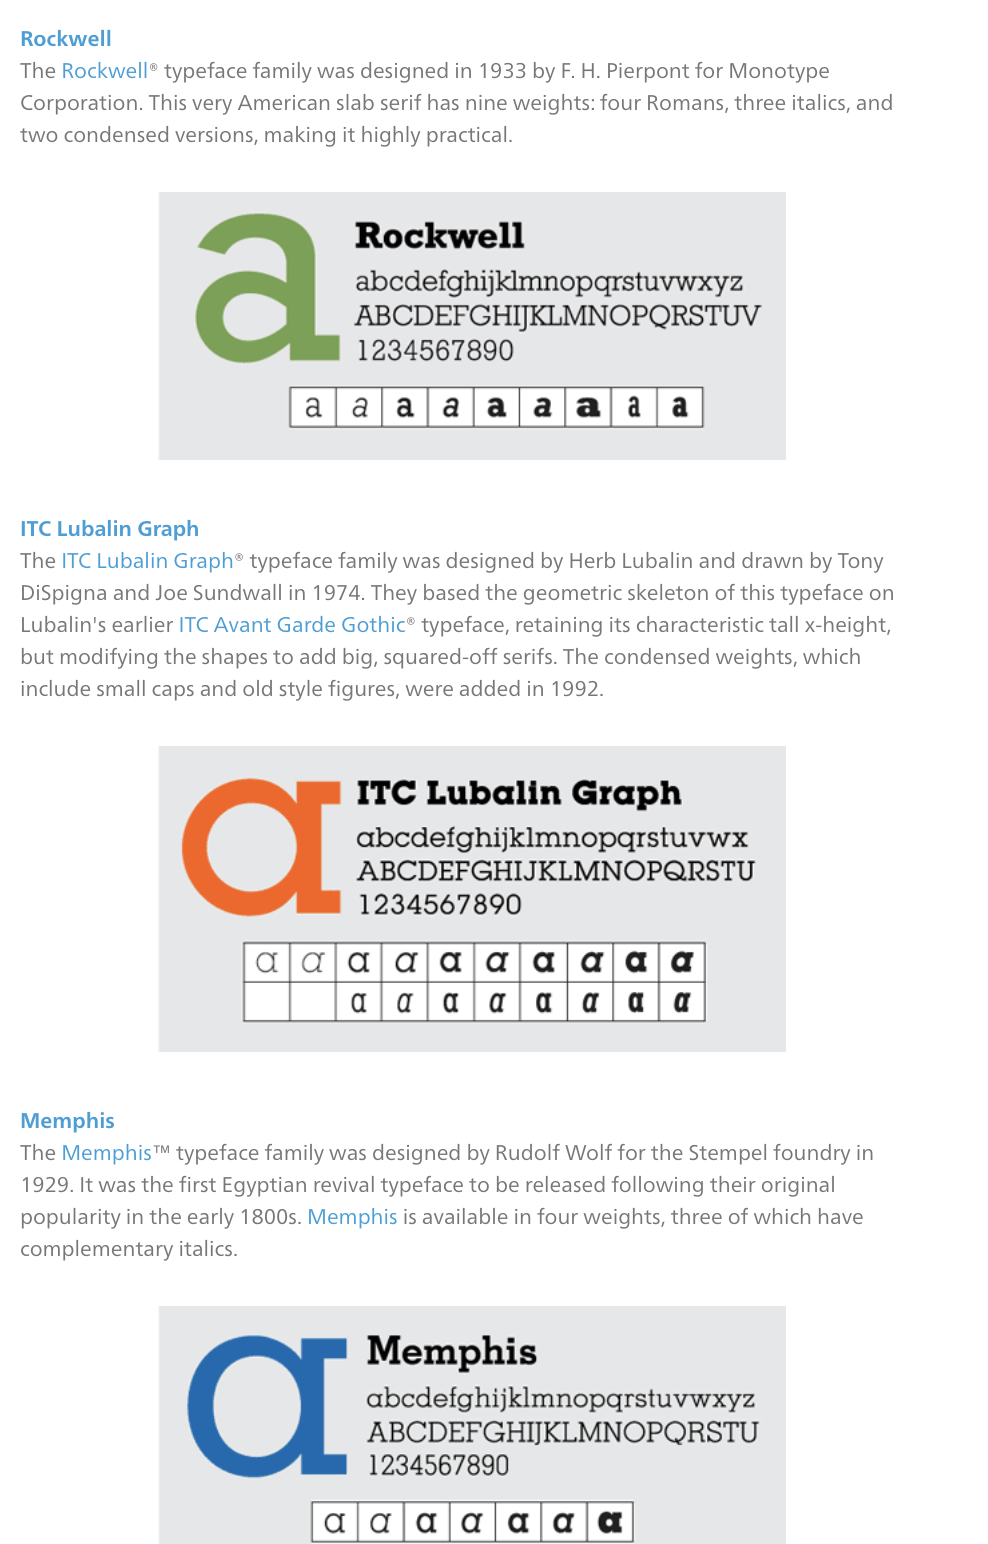 Rockwell
The Rockwell® typeface family was designed in 1933 by F. H. Pierpont for Monotype
Corporation. This very American slab serif has nine weights: four Romans, three italics, and
two condensed versions, making it highly practical.
Rockwell
abcdefghijklmnopqrstuvwxyz
ABCDEFGHIJKLMNOPQRSTUV
1234567890
a
a a a a a a a a a
ITC Lubalin Graph
The ITC Lubalin Graph® typeface family was designed by Herb Lubalin and drawn by Tony
DiSpigna and Joe Sundwall in 1974. They based the geometric skeleton of this typeface on
Lubalin's earlier ITC Avant Garde Gothic® typeface, retaining its characteristic tall x-height,
but modifying the shapes to add big, squared-off serifs. The condensed weights, which
include small caps and old style figures, were added in 1992.
ITC Lubalin Graph
abcdefghijklmnopqrstuvwx
ABCDEFGHIJKLMNOPQRSTU
1234567890
a
a a a a a a a a a a
a a a a a a a a
Memphis
The Memphis™ typeface family was designed by Rudolf Wolf for the Stempel foundry in
1929. It was the first Egyptian revival typeface to be released following their original
popularity in the early 1800s. Memphis is available in four weights, three of which have
complementary italics.
Memphis
abcdefghijklmnopqrstuvwxyz
ABCDEFGHIJKLMNOPQRSTU
1234567890
a
a a a a a a a